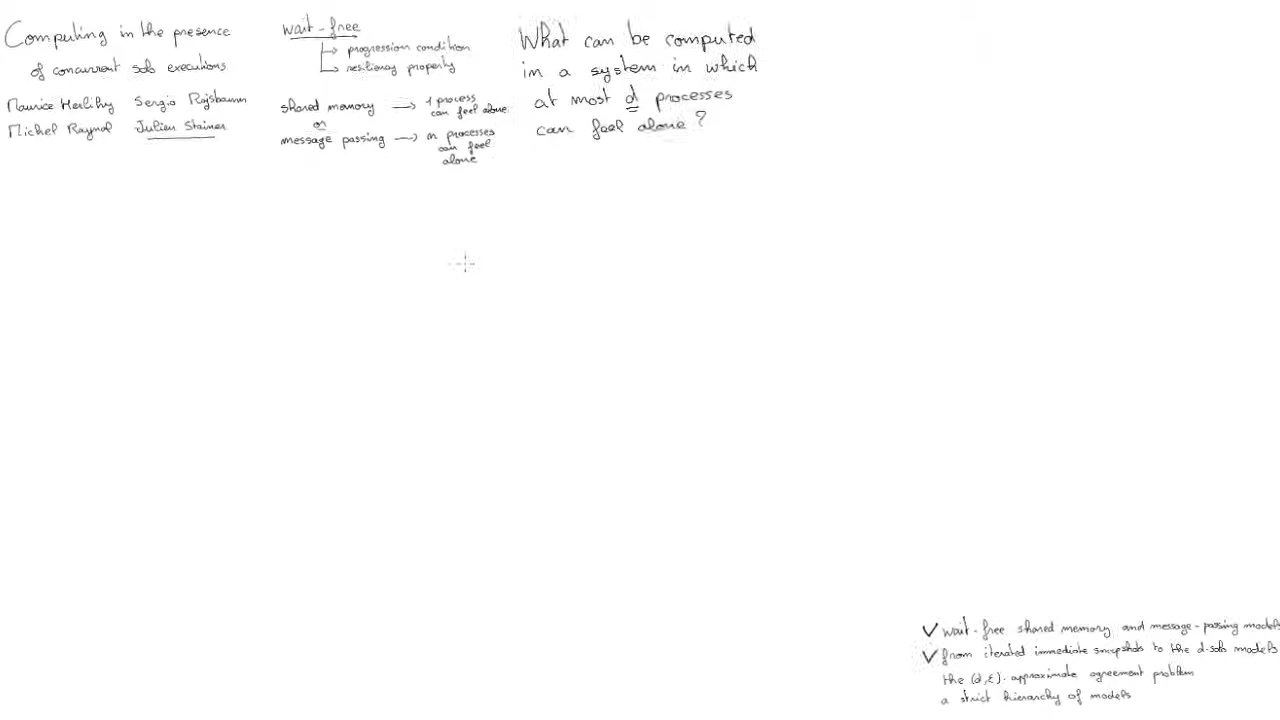 Computing in the presence
of concurrent solo executions
Maurice Herlihy Sergio Rajsbaum
Michel Raynal Julien Stainer
wait-free
progression condition
resiliency property
shared memory → 1 process
can feel alone
or
message passing → n processes
can feel
alone
What can be computed
in a system in which
at most d processes
can feel alone?
✓ wait-free shared memory and message-passing models
✓ from iterated immediate snapshots to the d-solo models
the (d,ε)-approximate agreement problem
a strict hierarchy of models